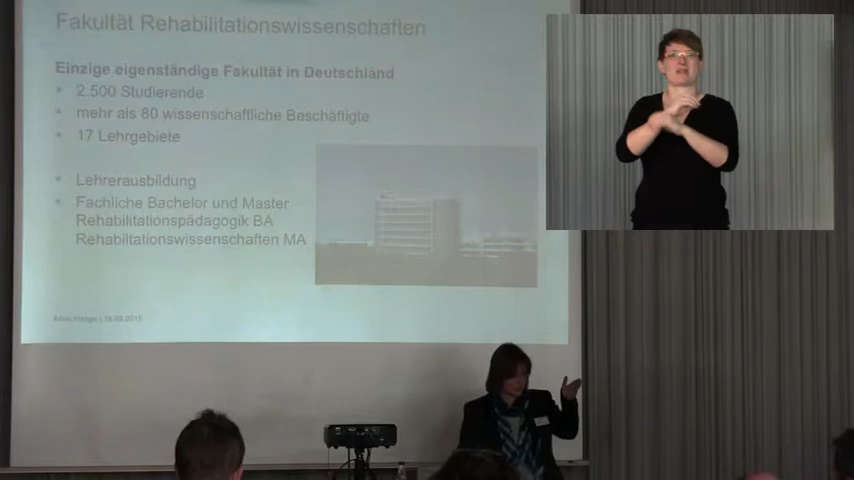 Fakultät Rehabilitationswissenschaften
Einzige eigenständige Fakultät in Deutschland
2.500 Studierende
mehr als 80 wissenschaftliche Beschäftigte
17 Lehrgebiete
Lehrerausbildung
Fachliche Bachelor und Master
Rehabilitationspädagogik BA
Rehabiltationswissenschaften MA